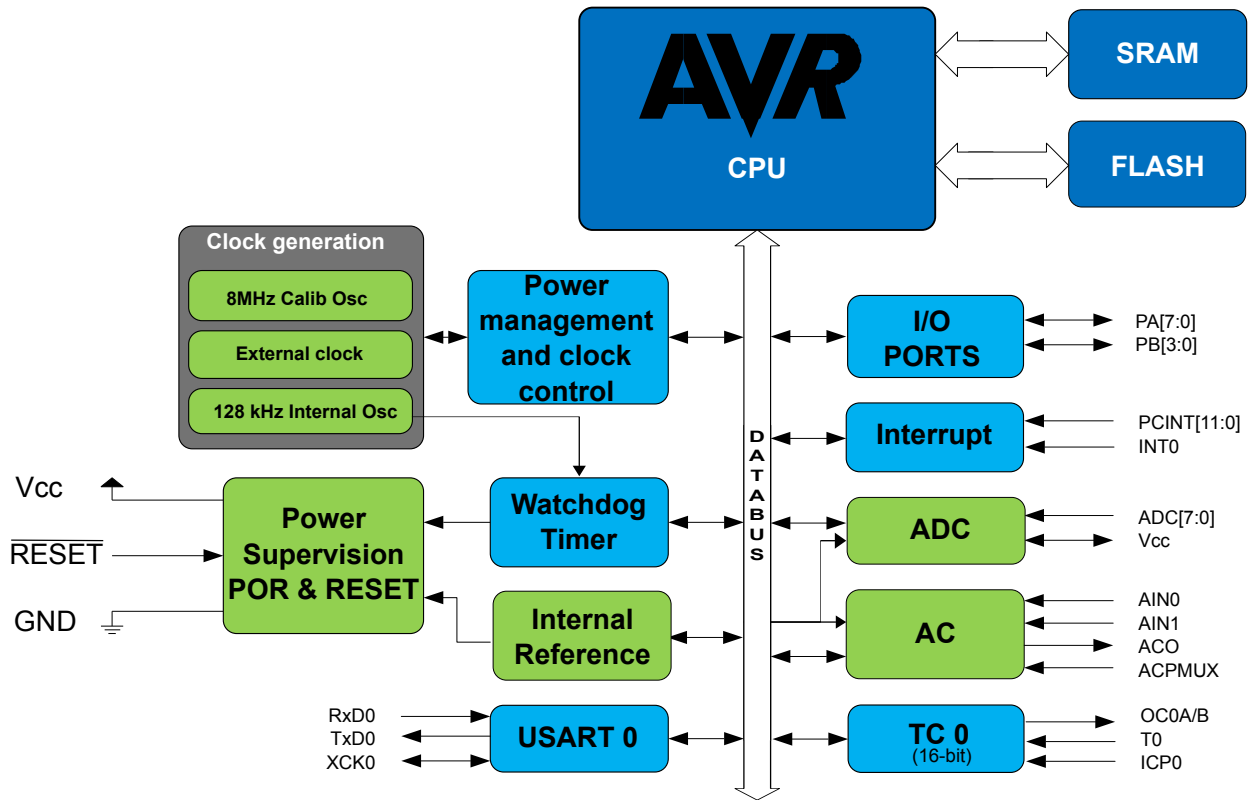 AVR
CPU
SRAM
FLASH
Clock generation
8MHz Calib Osc
External clock
128 kHz Internal Osc
Power
management
and clock
control
I/O
PORTS
PA[7:0]
PB[3:0]
Interrupt
PCINT[11:0]
INT0
DATABUS
Vcc
RESET
GND
Power
Supervision
POR & RESET
Watchdog
Timer
ADC
ADC[7:0]
Vcc
Internal
Reference
AC
AIN0
AIN1
ACO
ACPMUX
RxD0
TxD0
XCK0
USART 0
TC 0
(16-bit)
OC0A/B
T0
ICP0